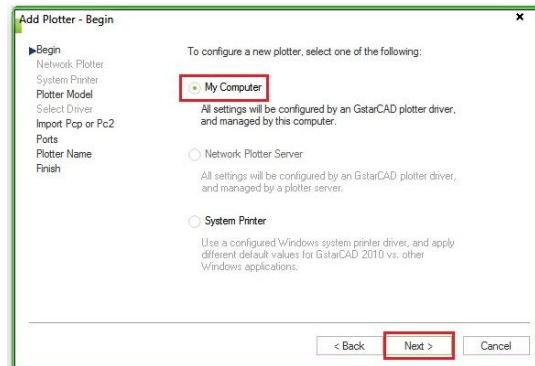 Add Plotter - Begin
Begin
Network Plotter
System Printer
Plotter Model
Select Driver
Import Pcp or Pc2
Ports
Plotter Name
Finish
To configure a new plotter, select one of the following:
My Computer
All settings will be configured by an GstarCAD plotter driver,
and managed by this computer.
Network Plotter Server
All settings will be configured by an GstarCAD plotter driver,
and managed by a plotter server.
System Printer
Use a configured Windows system printer driver, and apply
different default values for GstarCAD 2010 vs. other
Windows applications.
< Back
Next >
Cancel